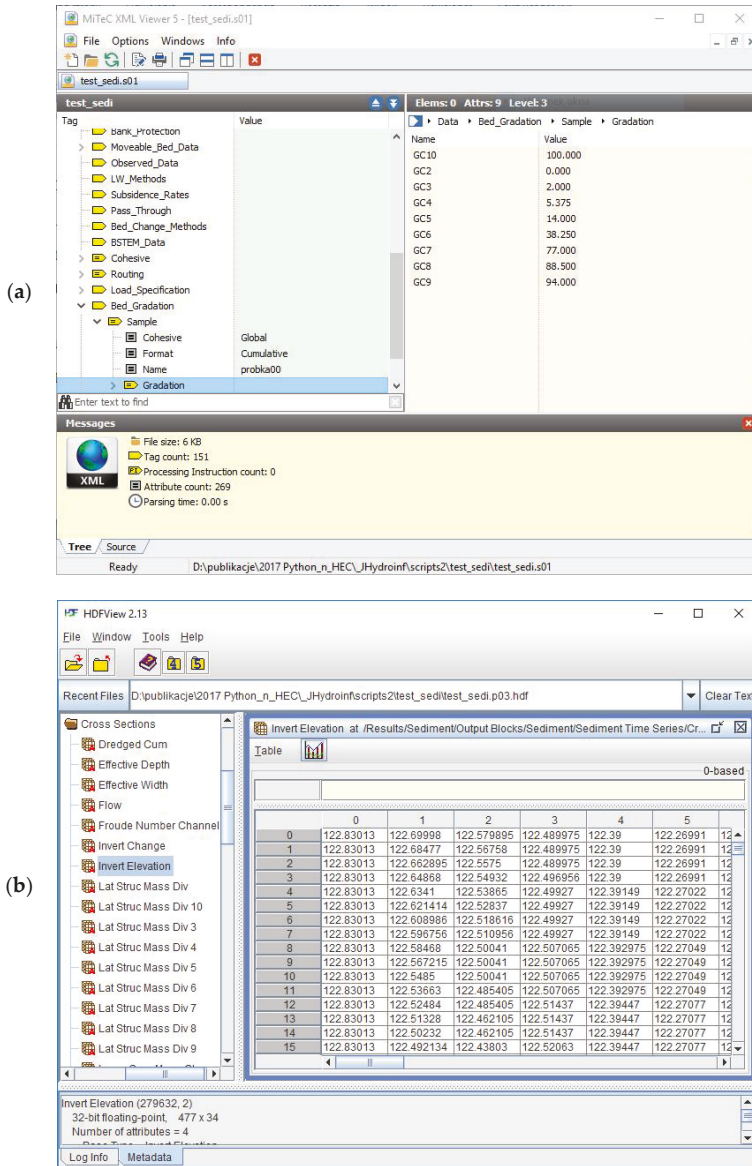 MiTeC XML Viewer 5 - [test_sedi.s01]
File Options Windows Info
test_sedi.s01
test_sedi
Tag Value
Bank_Protection
Moveable_Bed_Data
Observed_Data
LW_Methods
Subsidence_Rates
Pass_Through
Bed_Change_Methods
BSTEM_Data
Cohesive
Routing
Load_Specification
Bed_Gradation
Sample
Cohesive Global
Format Cumulative
Name probka00
Gradation
Enter text to find
Elems: 0 Attrs: 9 Level: 3
Data Bed_Gradation Sample Gradation
Name Value
GC10 100.000
GC2 0.000
GC3 2.000
GC4 5.375
GC5 14.000
GC6 38.250
GC7 77.000
GC8 88.500
GC9 94.000
(a)
Messages
XML
File size: 6 KB
Tag count: 151
PI Processing Instruction count: 0
Attribute count: 269
Parsing time: 0.00 s
Tree Source
Ready D:\publikacje\2017 Python_n_HEC\_JHydroinf\scripts2\test_sedi\test_sedi.s01
HDF HDFView 2.13
File Window Tools Help
4 5
Recent Files D:\publikacje\2017 Python_n_HEC\_JHydroinf\scripts2\test_sedi\test_sedi.p03.hdf Clear Tex
Cross Sections
Dredged Cum
Effective Depth
Effective Width
Flow
Froude Number Channel
Invert Change
Invert Elevation
Lat Struc Mass Div
Lat Struc Mass Div 10
Lat Struc Mass Div 3
Lat Struc Mass Div 4
Lat Struc Mass Div 5
Lat Struc Mass Div 6
Lat Struc Mass Div 7
Lat Struc Mass Div 8
Lat Struc Mass Div 9
(b)
Invert Elevation at /Results/Sediment/Output Blocks/Sediment/Sediment Time Series/Cr...
Table
0-based
0 1 2 3 4 5
0 122.83013 122.69998 122.579895 122.489975 122.39 122.26991 12
1 122.83013 122.68477 122.56758 122.489975 122.39 122.26991 12
2 122.83013 122.662895 122.5575 122.489975 122.39 122.26991 12
3 122.83013 122.64868 122.54932 122.496956 122.39 122.26991 12
4 122.83013 122.6341 122.53865 122.49927 122.39149 122.27022 12
5 122.83013 122.621414 122.52837 122.49927 122.39149 122.27022 12
6 122.83013 122.608986 122.518616 122.49927 122.39149 122.27022 12
7 122.83013 122.596756 122.510956 122.49927 122.39149 122.27022 12
8 122.83013 122.58468 122.50041 122.507065 122.392975 122.27049 12
9 122.83013 122.567215 122.50041 122.507065 122.392975 122.27049 12
10 122.83013 122.5485 122.50041 122.507065 122.392975 122.27049 12
11 122.83013 122.53663 122.485405 122.507065 122.392975 122.27049 12
12 122.83013 122.52484 122.485405 122.51437 122.39447 122.27077 12
13 122.83013 122.51328 122.462105 122.51437 122.39447 122.27077 12
14 122.83013 122.50232 122.462105 122.51437 122.39447 122.27077 12
15 122.83013 122.492134 122.43803 122.52063 122.39447 122.27077 12
Invert Elevation (279632, 2)
32-bit floating-point, 477 x 34
Number of attributes = 4
Log Info Metadata